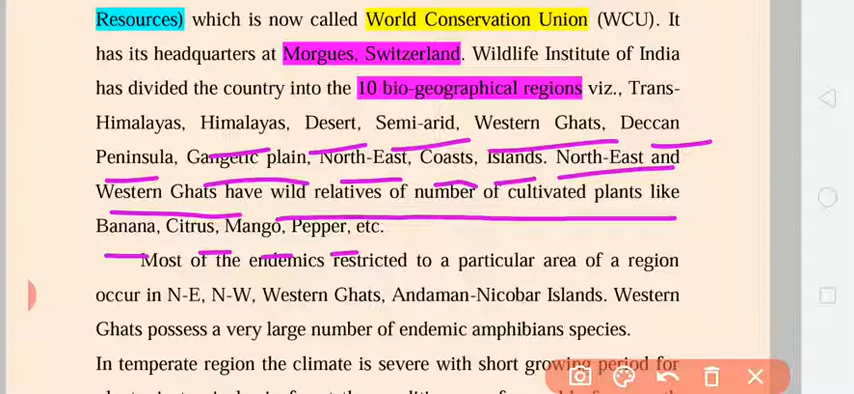 Resources) which is now called World Conservation Union (WCU). It
has its headquarters at Morgues, Switzerland. Wildlife Institute of India
has divided the country into the 10 bio-geographical regions viz., Trans-
Himalayas, Himalayas, Desert, Semi-arid, Western Ghats, Deccan
Peninsula, Gangetic plain, North-East, Coasts, Islands. North-East and
Western Ghats have wild relatives of number of cultivated plants like
Banana, Citrus, Mango, Pepper, etc.
Most of the endemics restricted to a particular area of a region
occur in N-E, N-W, Western Ghats, Andaman-Nicobar Islands. Western
Ghats possess a very large number of endemic amphibians species.
In temperate region the climate is severe with short growing period for